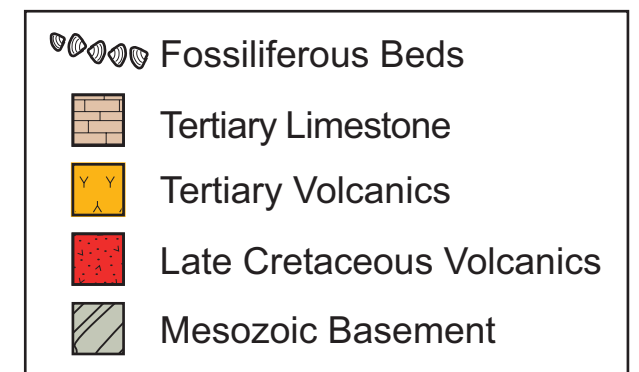 Fossiliferous Beds
Tertiary Limestone
Tertiary Volcanics
Late Cretaceous Volcanics
Mesozoic Basement